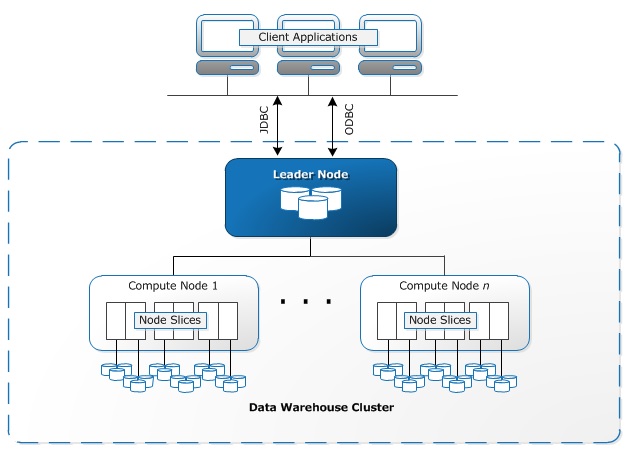 Client Applications
JDBC
ODBC
Leader Node
Compute Node 1
Compute Node n
. . .
Node Slices
Node Slices
Data Warehouse Cluster